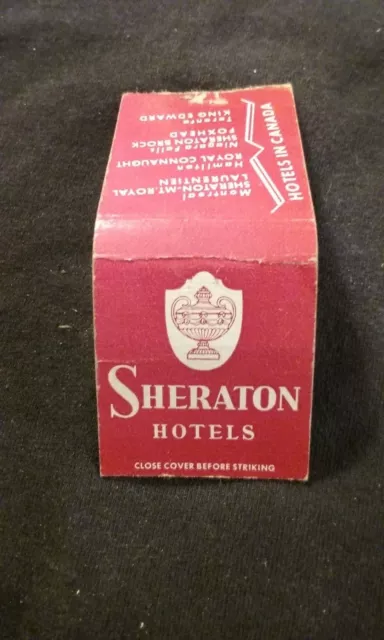 SHERATON
HOTELS
CLOSE COVER BEFORE STRIKING
HOTELS IN CANADA
Montreal
SHERATON-MT. ROYAL
LAURENTIEN
Hamilton
ROYAL CONNAUGHT
Niagara Falls
SHERATON BROCK
FOXHEAD
Toronto
KING EDWARD